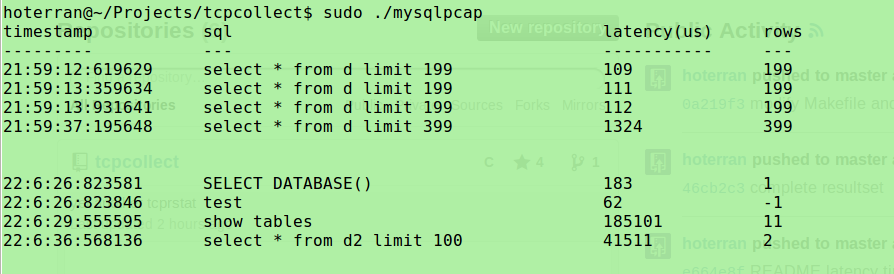 hoterran@~/Projects/tcpcollect$ sudo ./mysqlpcap
timestamp sql latency(us) rows
--------- --- ----------- ---
21:59:12:619629 select * from d limit 199 109 199
21:59:13:359634 select * from d limit 199 111 199
21:59:13:931641 select * from d limit 199 112 199
21:59:37:195648 select * from d limit 399 1324 399
22:6:26:823581 SELECT DATABASE() 183 1
22:6:26:823846 test 62 -1
22:6:29:555595 show tables 185101 11
22:6:36:568136 select * from d2 limit 100 41511 2
New repository
Public Activity
Sources Forks Mirrors
tcpcollect C 4 1
hoterran pushed to master
0a219f3
Makefile and
hoterran pushed to master
46cb2c3 complete resultset
hoterran pushed to master
README latency